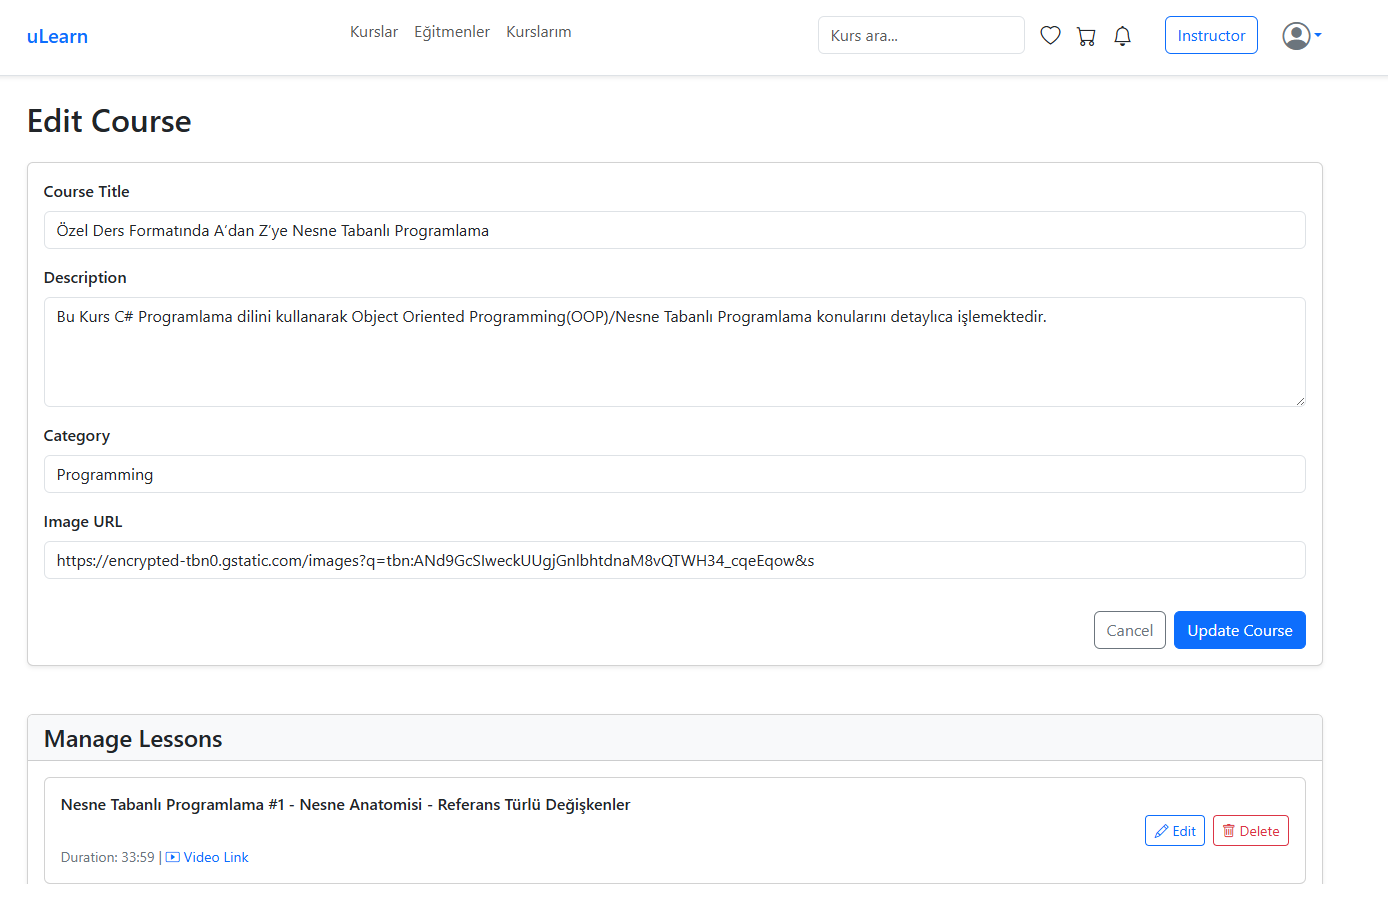 uLearn
Kurslar Eğitmenler Kurslarım
Kurs ara...
Instructor
Edit Course
Course Title
Özel Ders Formatında A'dan Z'ye Nesne Tabanlı Programlama
Description
Bu Kurs C# Programlama dilini kullanarak Object Oriented Programming(OOP)/Nesne Tabanlı Programlama konularını detaylıca işlemektedir.
Category
Programming
Image URL
https://encrypted-tbn0.gstatic.com/images?q=tbn:ANd9GcSIweckUUgjGnlbhtdnaM8vQTWH34_cqeEqow&s
Cancel Update Course
Manage Lessons
Nesne Tabanlı Programlama #1 - Nesne Anatomisi - Referans Türlü Değişkenler
Edit Delete
Duration: 33:59 | Video Link